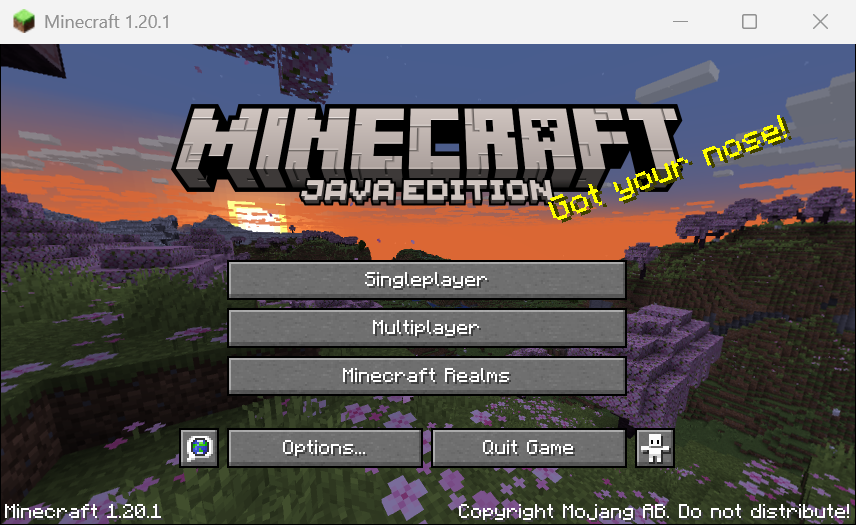 Minecraft 1.20.1
MINECRAFT
JAVA EDITION
Got your nose!
Singleplayer
Multiplayer
Minecraft Realms
Options...
Quit Game
Minecraft 1.20.1
Copyright Mojang AB. Do not distribute!